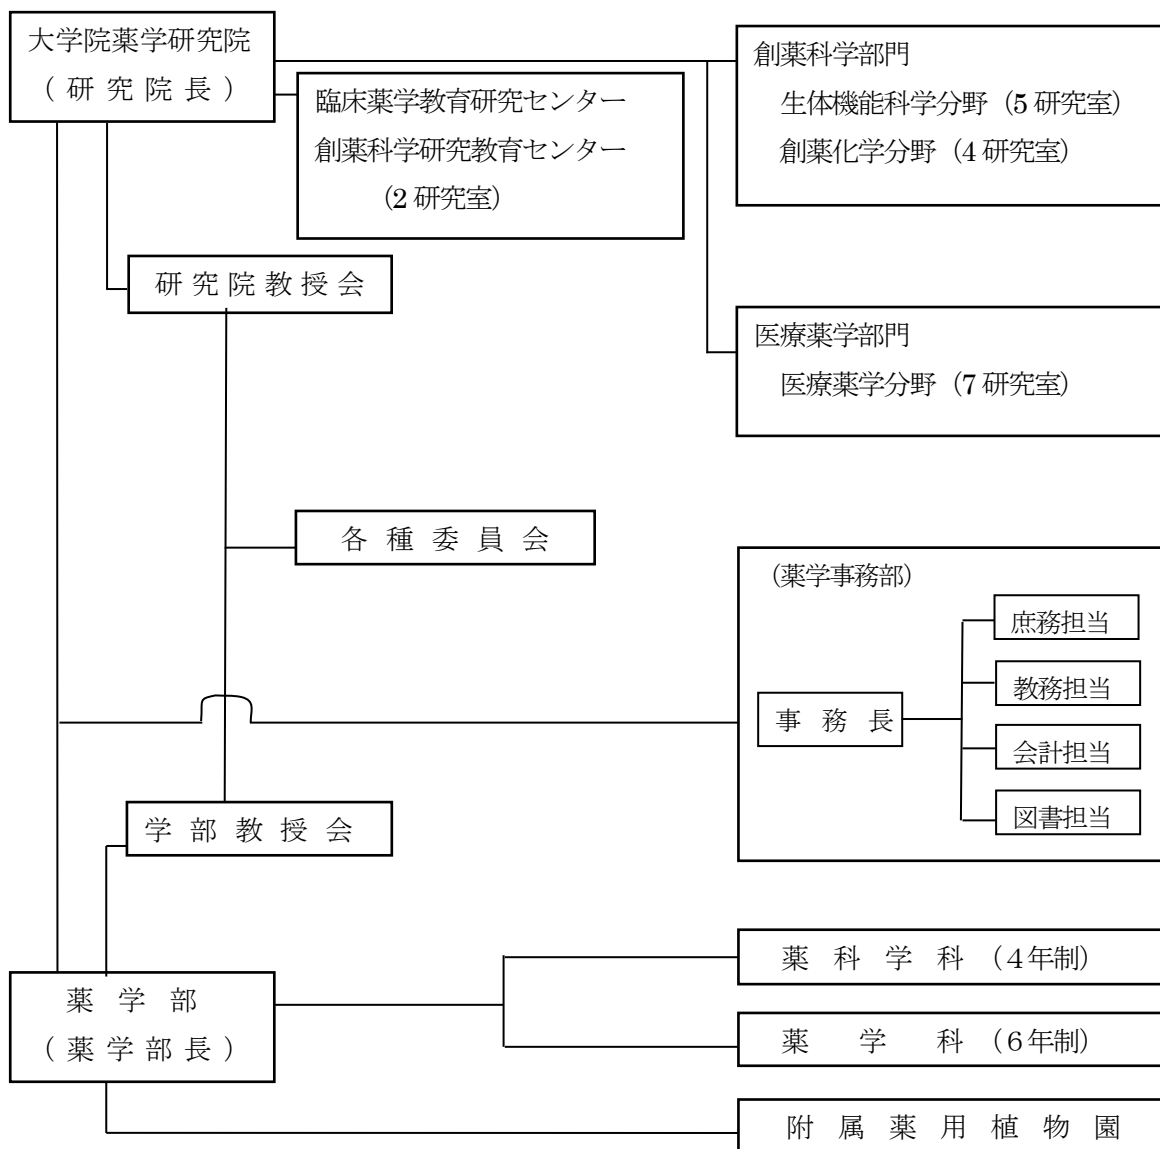 大学院薬学研究院
(研究院長)
臨床薬学教育研究センター
創薬科学研究教育センター
(2研究室)
創薬科学部門
生体機能科学分野 (5研究室)
創薬化学分野 (4研究室)
研究院教授会
医療薬学部門
医療薬学分野 (7研究室)
各種委員会
(薬学事務部)
事務長
庶務担当
教務担当
会計担当
図書担当
学部教授会
薬学部
(薬学部長)
薬科学科 (4年制)
薬学科 (6年制)
附属薬用植物園